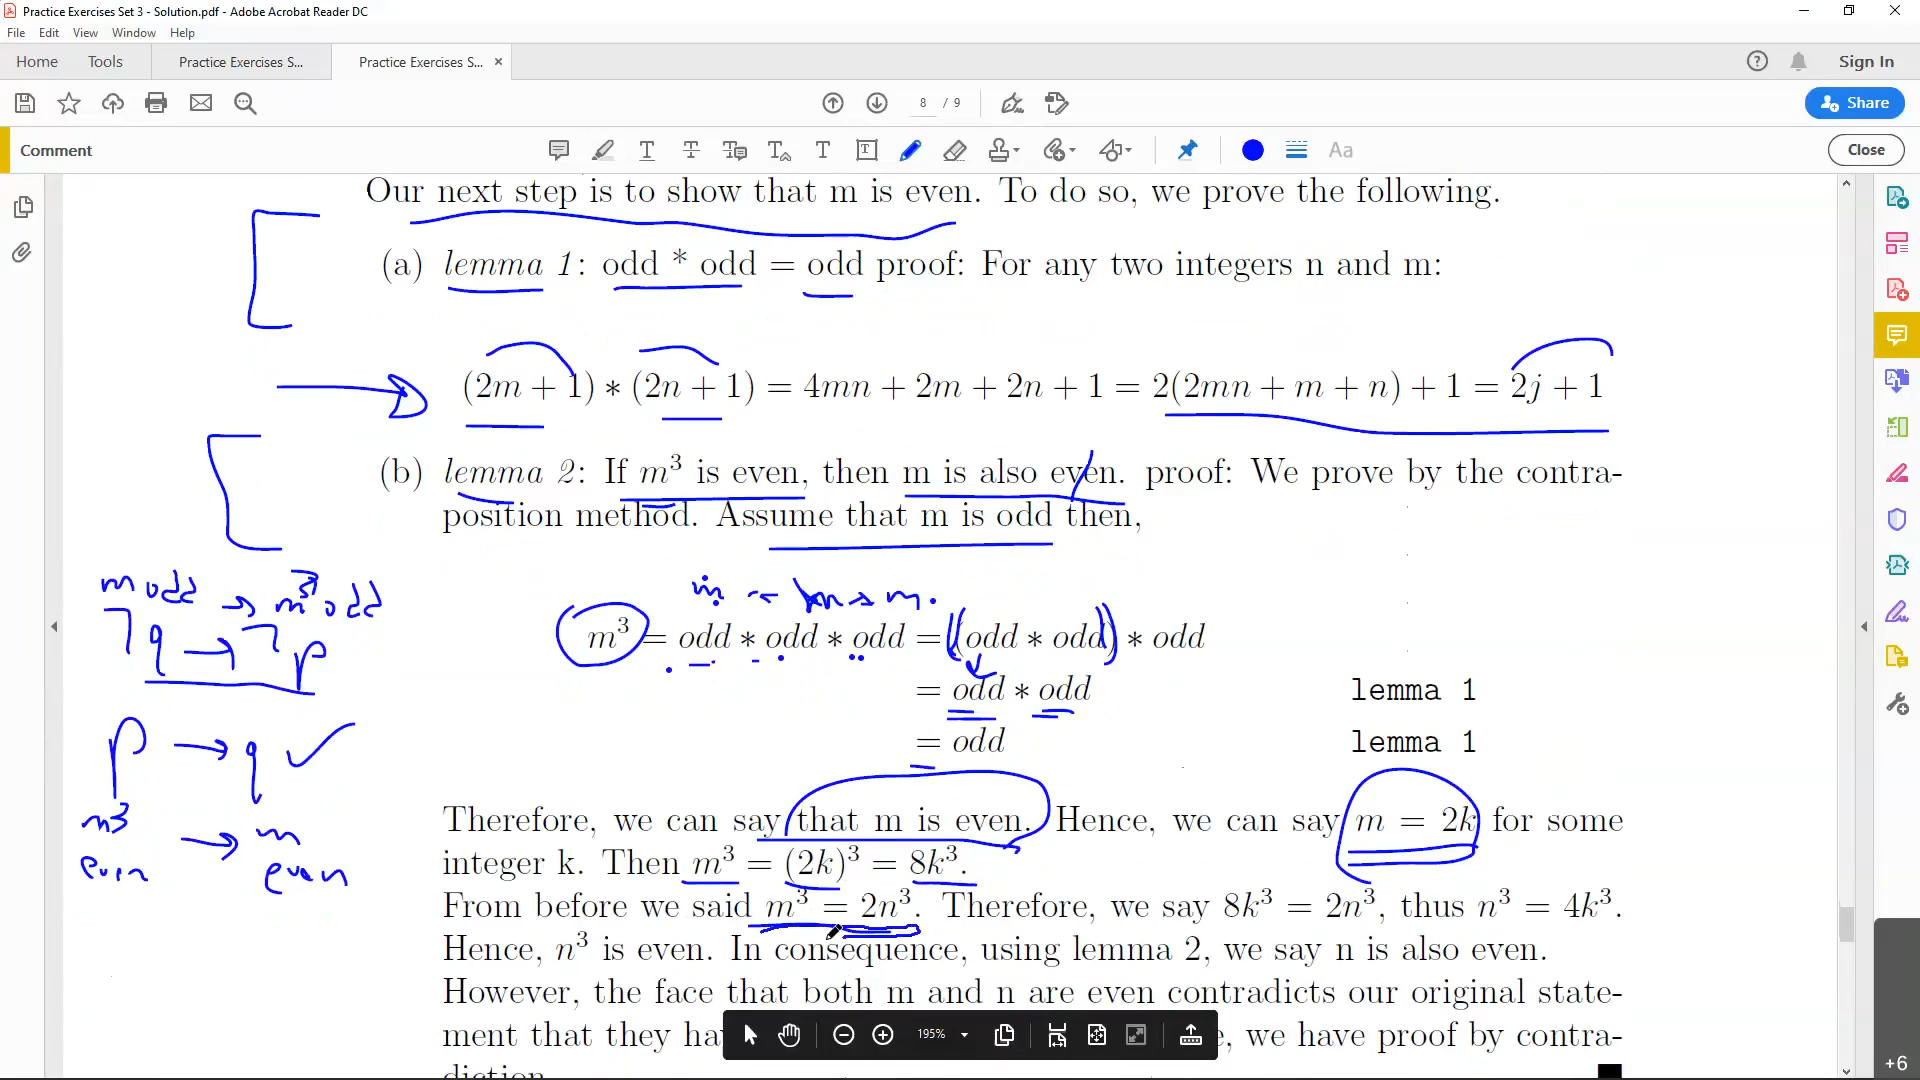 Practice Exercises Set 3 - Solution.pdf - Adobe Acrobat Reader DC
File Edit View Window Help
Home Tools Practice Exercises S... Practice Exercises S... ×
Sign In
8 / 9
Share
Comment
Aa
Close
Our next step is to show that m is even. To do so, we prove the following.
(a) lemma 1: odd * odd = odd proof: For any two integers n and m:
(2m + 1) ∗ (2n + 1) = 4mn + 2m + 2n + 1 = 2(2mn + m + n) + 1 = 2j + 1
(b) lemma 2: If m³ is even, then m is also even. proof: We prove by the contra-
position method. Assume that m is odd then,
m odd → m³ odd
¬q → ¬p
m³ = odd ∗ odd ∗ odd = (odd ∗ odd) ∗ odd
= odd ∗ odd lemma 1
= odd lemma 1
p → q ✓
m3 → m
even even
Therefore, we can say that m is even. Hence, we can say m = 2k for some
integer k. Then m³ = (2k)³ = 8k³.
From before we said m³ = 2n³. Therefore, we say 8k³ = 2n³, thus n³ = 4k³.
Hence, n³ is even. In consequence, using lemma 2, we say n is also even.
However, the face that both m and n are even contradicts our original state-
ment that they ha
, we have proof by contra-
diction
195%
+6